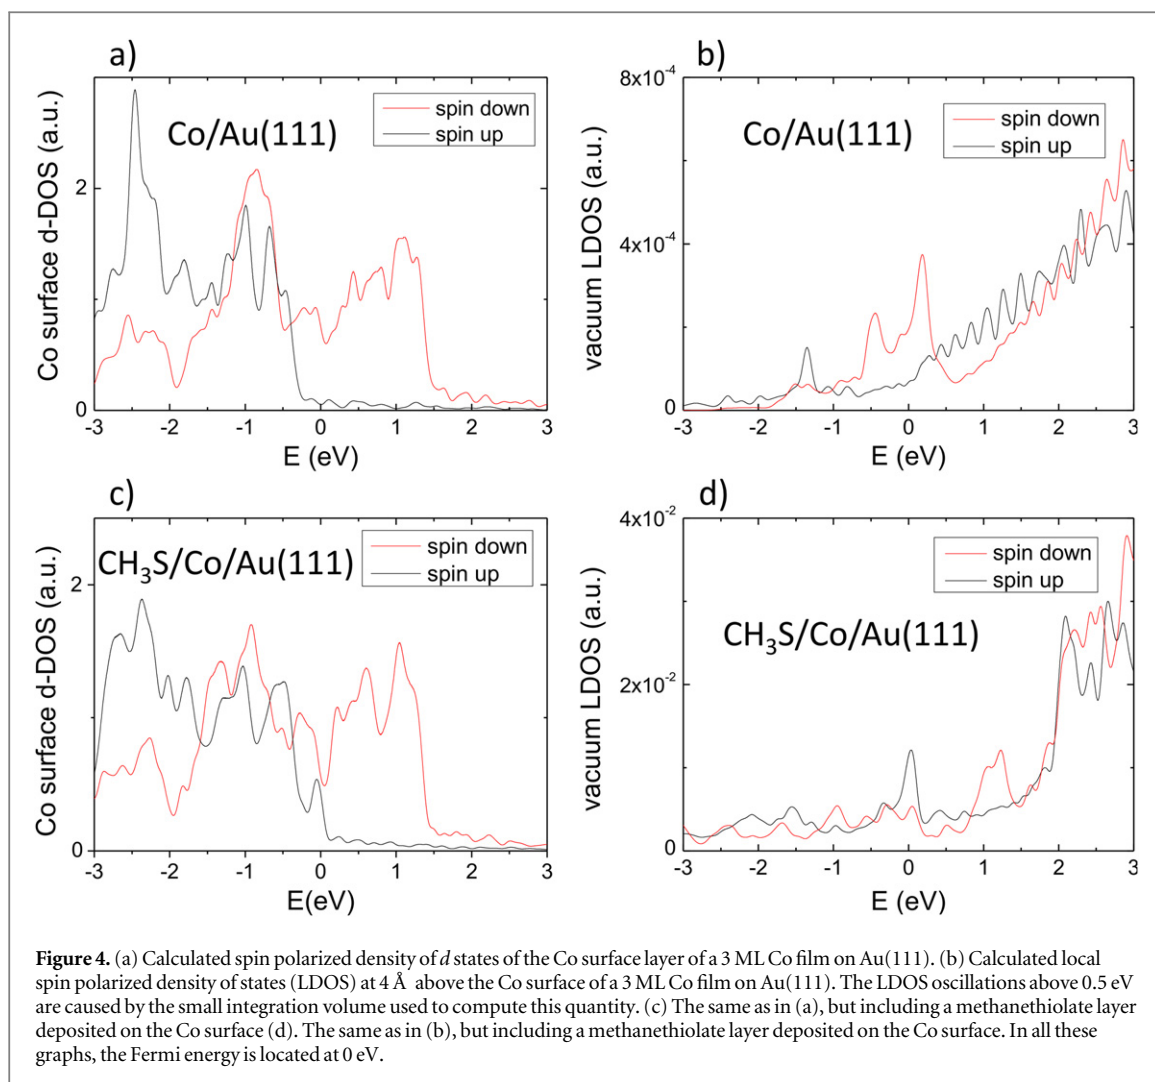 a)
Co surface d-DOS (a.u.)
2
0
Co/Au(111)
spin down
spin up
-3 -2 -1 0 1 2 3
E (eV)
b)
vacuum LDOS (a.u.)
8x10⁻⁴
4x10⁻⁴
0
Co/Au(111)
spin down
spin up
-3 -2 -1 0 1 2 3
E (eV)
c)
Co surface d-DOS (a.u.)
2
0
CH₃S/Co/Au(111)
spin down
spin up
-3 -2 -1 0 1 2 3
E(eV)
d)
vacuum LDOS (a.u.)
4x10⁻²
2x10⁻²
0
spin down
spin up
CH₃S/Co/Au(111)
-3 -2 -1 0 1 2 3
E (eV)
Figure 4. (a) Calculated spin polarized density of d states of the Co surface layer of a 3 ML Co film on Au(111). (b) Calculated local
spin polarized density of states (LDOS) at 4 Å above the Co surface of a 3 ML Co film on Au(111). The LDOS oscillations above 0.5 eV
are caused by the small integration volume used to compute this quantity. (c) The same as in (a), but including a methanethiolate layer
deposited on the Co surface (d). The same as in (b), but including a methanethiolate layer deposited on the Co surface. In all these
graphs, the Fermi energy is located at 0 eV.